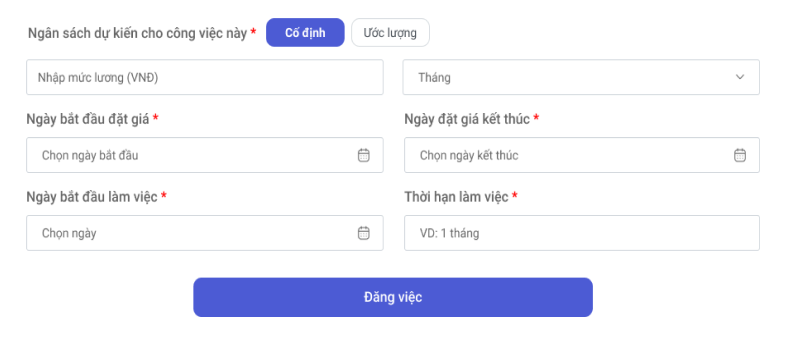 Ngân sách dự kiến cho công việc này * Cố định Ước lượng
Nhập mức lương (VNĐ) Tháng
Ngày bắt đầu đặt giá * Ngày đặt giá kết thúc *
Chọn ngày bắt đầu Chọn ngày kết thúc
Ngày bắt đầu làm việc * Thời hạn làm việc *
Chọn ngày VD: 1 tháng
Đăng việc